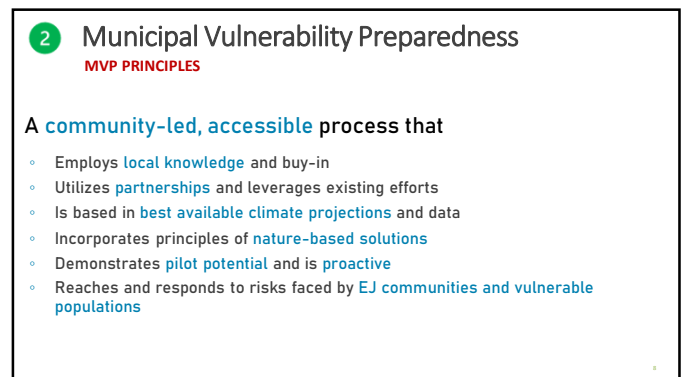 2 Municipal Vulnerability Preparedness
MVP PRINCIPLES
A community-led, accessible process that
◦ Employs local knowledge and buy-in
◦ Utilizes partnerships and leverages existing efforts
◦ Is based in best available climate projections and data
◦ Incorporates principles of nature-based solutions
◦ Demonstrates pilot potential and is proactive
◦ Reaches and responds to risks faced by EJ communities and vulnerable
populations